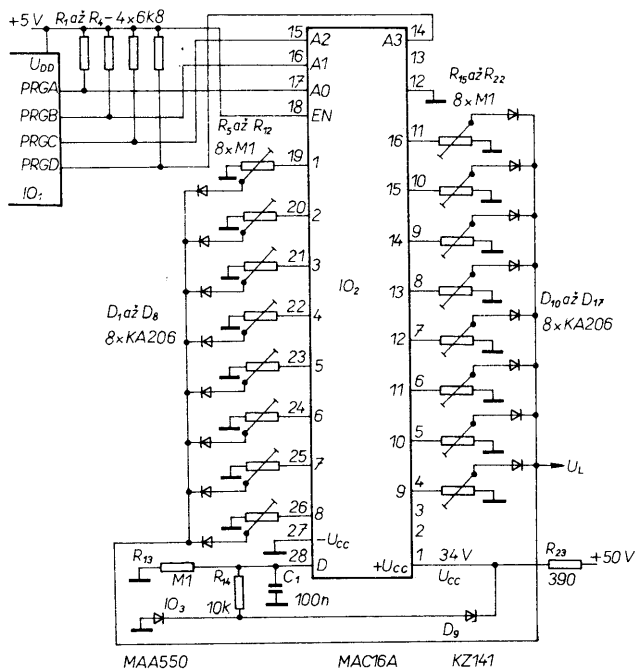 R₁ až R₄ – 4×6k8
+5 V
U_DD
PRGA
PRGB
PRGC
PRGD
IO₁
15 A2
16 A1
17 A0
18 EN
A3 14
13
12
R₅ až R₁₂
8×M1
R₁₅ až R₂₂
8×M1
19 1
20 2
21 3
22 4
23 5
24 6
25 7
26 8
27 -U_CC
28 D
IO₂
16 11
15 10
14 9
13 8
12 7
11 6
10 5
9 4
3
2
+U_CC 1
34 V
U_CC
D₁ až D₈
8×KA206
D₁₀ až D₁₇
8×KA206
U_L
R₂₃
390
+50 V
R₁₃
M1
R₁₄
10k
C₁
100n
IO₃
D₉
MAA550
MAC16A
KZ141